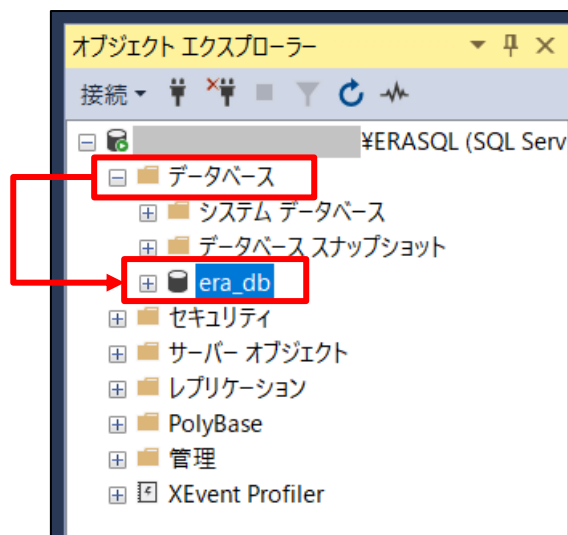 オブジェクト エクスプローラー
接続
¥ERASQL (SQL Serv
データベース
システム データベース
データベース スナップショット
era_db
セキュリティ
サーバー オブジェクト
レプリケーション
PolyBase
管理
XEvent Profiler